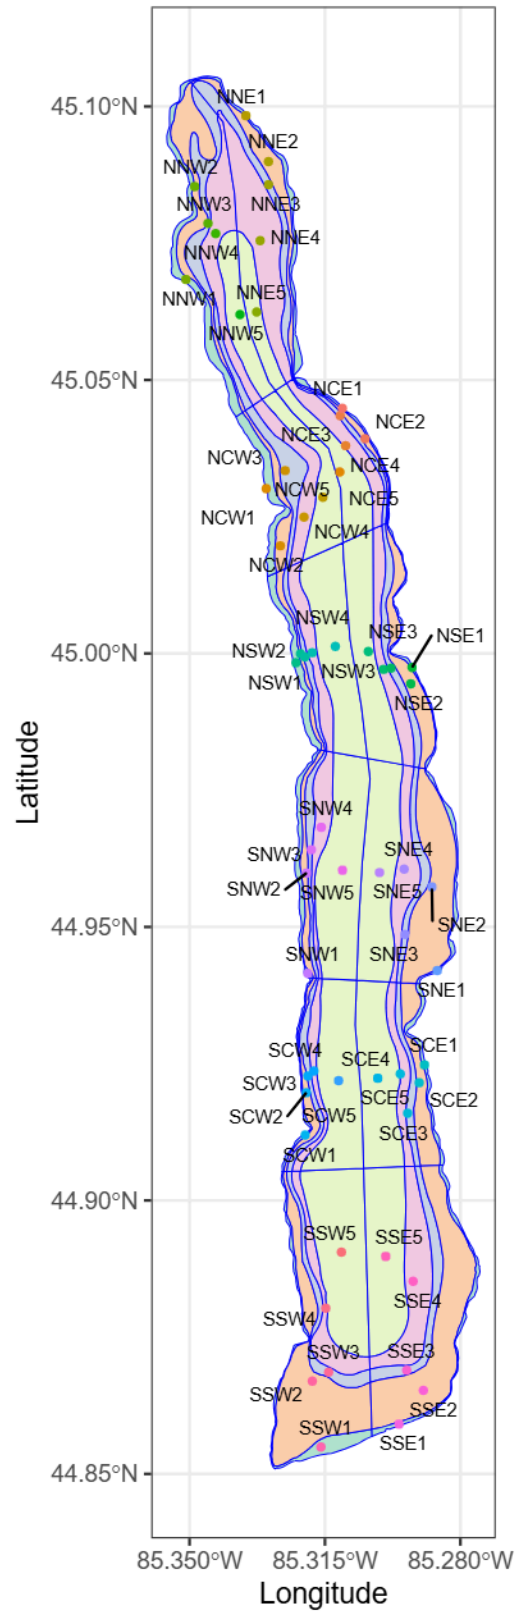 NNE1
45.10°N
NNE2
NNW2
NNW3
NNE3
NNE4
NNW4
NNE5
NNW1
NNW5
45.05°N
NCE1
NCE2
NCE3
NCW3
NCE4
NCW5
NCE5
NCW1
NCW4
NCW2
NSW4
NSE3
NSE1
NSW2
45.00°N
NSW3
NSW1
NSE2
Latitude
SNW4
SNW3
SNE4
SNW2
SNW5
SNE5
44.95°N
SNE2
SNW1
SNE3
SNE1
SCE1
SCW4
SCE4
SCW3
SCE5
SCE2
SCW2
SCW5
SCE3
SCW1
44.90°N
SSW5
SSE5
SSE4
SSW4
SSW3
SSE3
SSW2
SSE2
SSW1
SSE1
44.85°N
85.350°W 85.315°W 85.280°W
Longitude